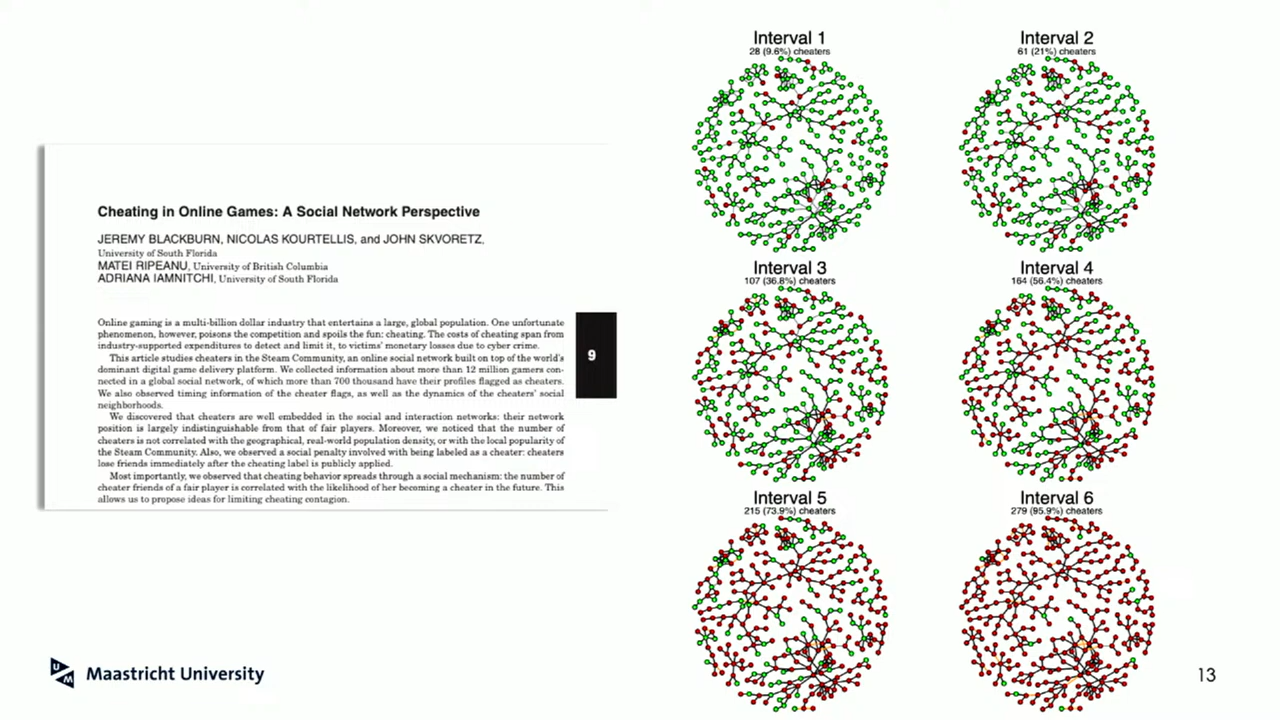 Cheating in Online Games: A Social Network Perspective
JEREMY BLACKBURN, NICOLAS KOURTELLIS, and JOHN SKVORETZ,
University of South Florida
MATEI RIPEANU, University of British Columbia
ADRIANA IAMNITCHI, University of South Florida
Online gaming is a multi-billion dollar industry that entertains a large, global population. One unfortunate
phenomenon, however, poisons the competition and spoils the fun: cheating. The costs of cheating span from
industry-supported expenditures to detect and limit it, to victims' monetary losses due to cyber crime.
This article studies cheaters in the Steam Community, an online social network built on top of the world's
dominant digital game delivery platform. We collected information about more than 12 million gamers con-
nected in a global social network, of which more than 700 thousand have their profiles flagged as cheaters.
We also observed timing information of the cheater flags, as well as the dynamics of the cheaters' social
neighborhoods.
We discovered that cheaters are well embedded in the social and interaction networks: their network
position is largely indistinguishable from that of fair players. Moreover, we noticed that the number of
cheaters is not correlated with the geographical, real-world population density, or with the local popularity of
the Steam Community. Also, we observed a social penalty involved with being labeled as a cheater: cheaters
lose friends immediately after the cheating label is publicly applied.
Most importantly, we observed that cheating behavior spreads through a social mechanism: the number of
cheater friends of a fair player is correlated with the likelihood of her becoming a cheater in the future. This
allows us to propose ideas for limiting cheating contagion.
9
Interval 1
28 (9.6%) cheaters
Interval 2
61 (21%) cheaters
Interval 3
107 (36.8%) cheaters
Interval 4
164 (56.4%) cheaters
Interval 5
215 (73.9%) cheaters
Interval 6
279 (95.9%) cheaters
UM
Maastricht University
13